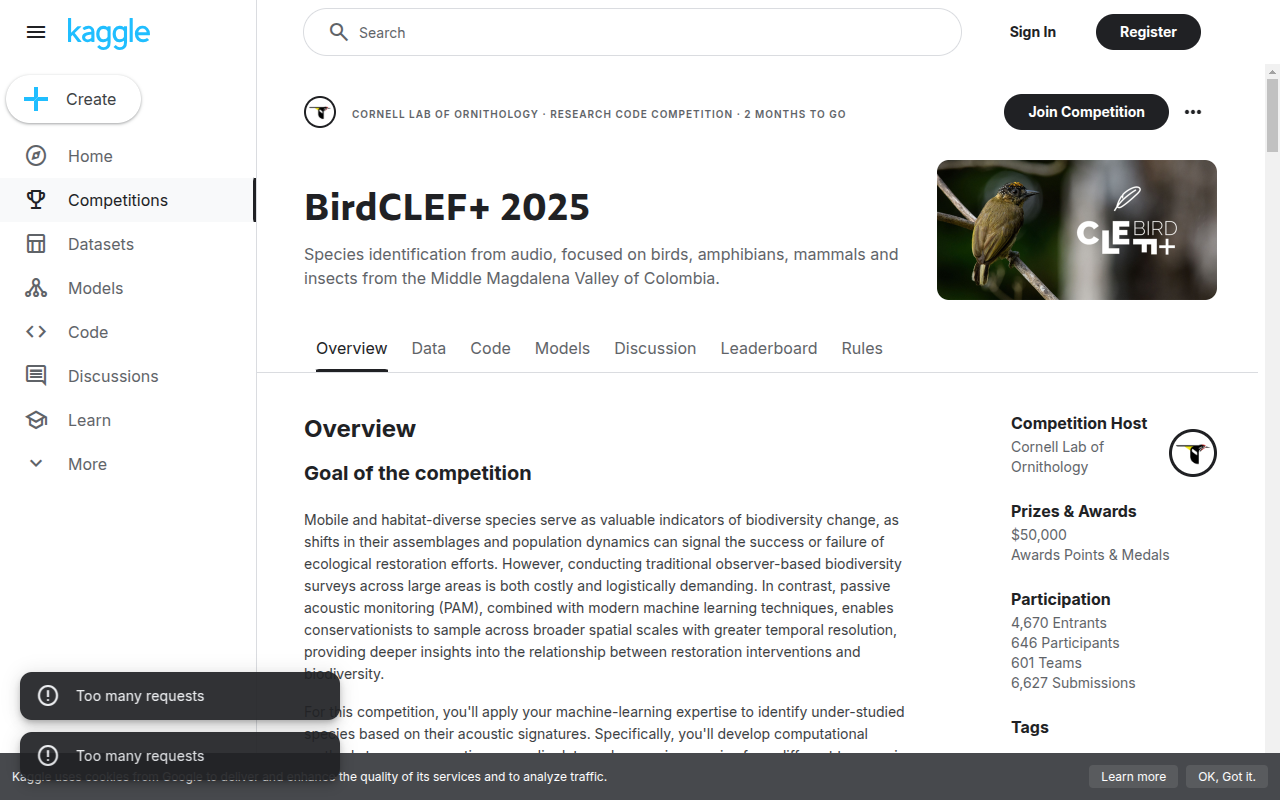 kaggle
Search
Sign In
Register
Create
Home
Competitions
Datasets
Models
Code
Discussions
Learn
More
CORNELL LAB OF ORNITHOLOGY · RESEARCH CODE COMPETITION · 2 MONTHS TO GO
Join Competition
BirdCLEF+ 2025
Species identification from audio, focused on birds, amphibians, mammals and
insects from the Middle Magdalena Valley of Colombia.
BIRD
CLEF+
Overview Data Code Models Discussion Leaderboard Rules
Overview
Goal of the competition
Mobile and habitat-diverse species serve as valuable indicators of biodiversity change, as
shifts in their assemblages and population dynamics can signal the success or failure of
ecological restoration efforts. However, conducting traditional observer-based biodiversity
surveys across large areas is both costly and logistically demanding. In contrast, passive
acoustic monitoring (PAM), combined with modern machine learning techniques, enables
conservationists to sample across broader spatial scales with greater temporal resolution,
providing deeper insights into the relationship between restoration interventions and
biodiversity.
For this competition, you'll apply your machine-learning expertise to identify under-studied
species based on their acoustic signatures. Specifically, you'll develop computational
Competition Host
Cornell Lab of
Ornithology
Prizes & Awards
$50,000
Awards Points & Medals
Participation
4,670 Entrants
646 Participants
601 Teams
6,627 Submissions
Tags
Too many requests
Too many requests
Kaggle uses cookies from Google to deliver and enhance the quality of its services and to analyze traffic.
Learn more
OK, Got it.